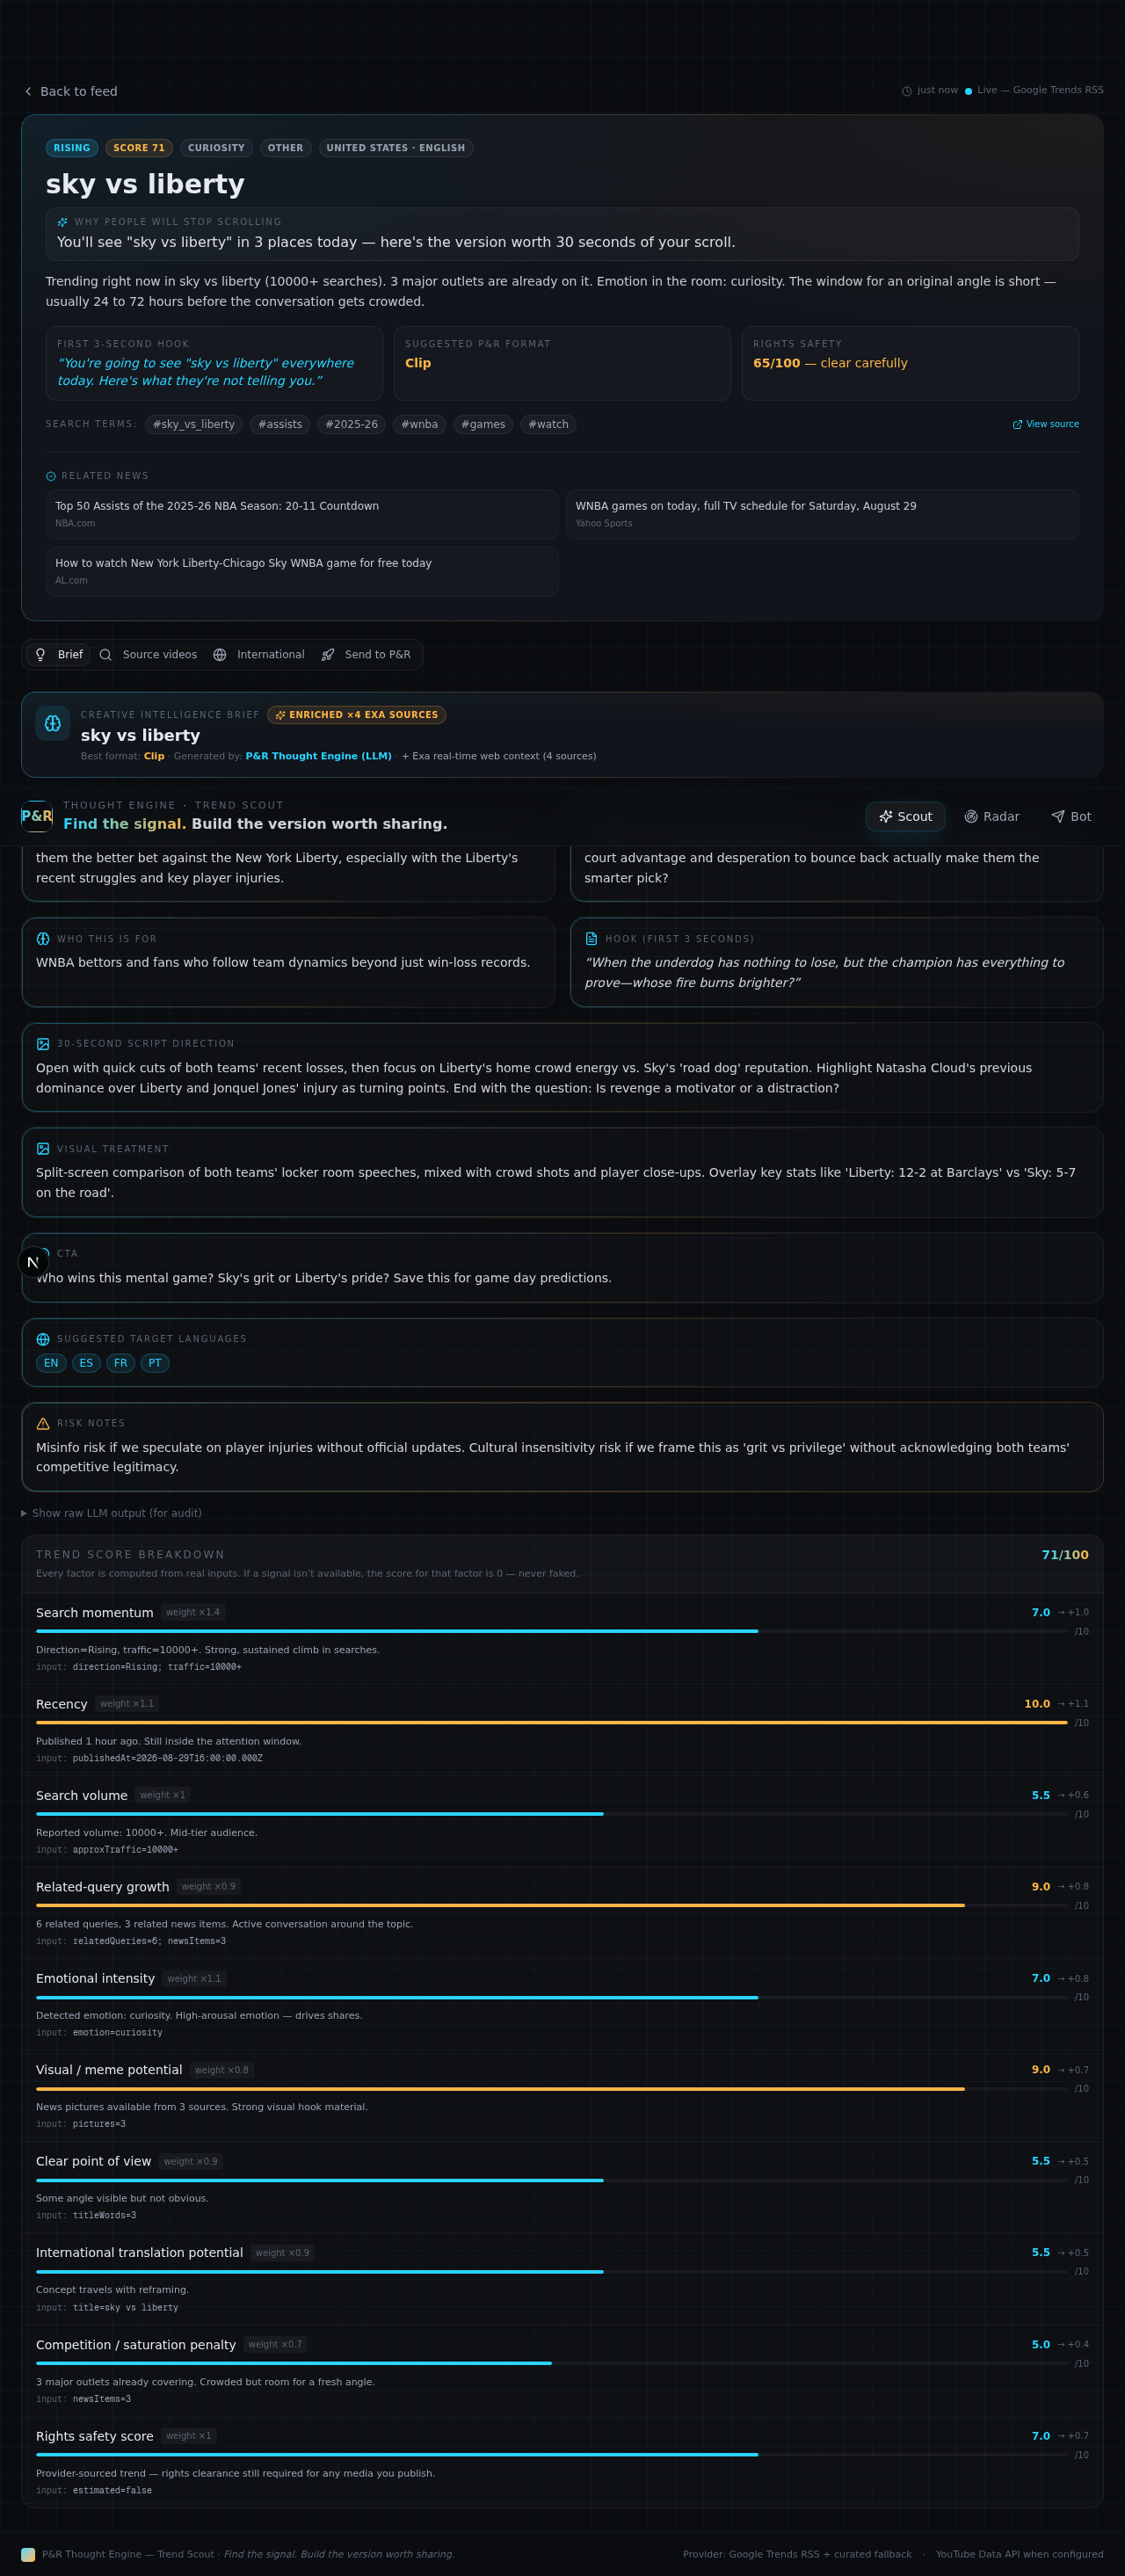 Back to feed
just now Live — Google Trends RSS
RISING SCORE 71 CURIOSITY OTHER UNITED STATES · ENGLISH
sky vs liberty
WHY PEOPLE WILL STOP SCROLLING
You'll see "sky vs liberty" in 3 places today — here's the version worth 30 seconds of your scroll.
Trending right now in sky vs liberty (10000+ searches). 3 major outlets are already on it. Emotion in the room: curiosity. The window for an original angle is short —
usually 24 to 72 hours before the conversation gets crowded.
FIRST 3-SECOND HOOK
“You're going to see "sky vs liberty" everywhere
today. Here's what they're not telling you.”
SUGGESTED P&R FORMAT
Clip
RIGHTS SAFETY
65/100 — clear carefully
SEARCH TERMS: #sky_vs_liberty #assists #2025-26 #wnba #games #watch
View source
RELATED NEWS
Top 50 Assists of the 2025-26 NBA Season: 20-11 Countdown
NBA.com
WNBA games on today, full TV schedule for Saturday, August 29
Yahoo Sports
How to watch New York Liberty-Chicago Sky WNBA game for free today
AL.com
Brief Source videos International Send to P&R
CREATIVE INTELLIGENCE BRIEF ENRICHED ×4 EXA SOURCES
sky vs liberty
Best format: Clip · Generated by: P&R Thought Engine (LLM) · + Exa real-time web context (4 sources)
P&R
THOUGHT ENGINE · TREND SCOUT
Find the signal. Build the version worth sharing.
Scout Radar Bot
them the better bet against the New York Liberty, especially with the Liberty's
recent struggles and key player injuries.
court advantage and desperation to bounce back actually make them the
smarter pick?
WHO THIS IS FOR
WNBA bettors and fans who follow team dynamics beyond just win-loss records.
HOOK (FIRST 3 SECONDS)
“When the underdog has nothing to lose, but the champion has everything to
prove—whose fire burns brighter?”
30-SECOND SCRIPT DIRECTION
Open with quick cuts of both teams' recent losses, then focus on Liberty's home crowd energy vs. Sky's 'road dog' reputation. Highlight Natasha Cloud's previous
dominance over Liberty and Jonquel Jones' injury as turning points. End with the question: Is revenge a motivator or a distraction?
VISUAL TREATMENT
Split-screen comparison of both teams' locker room speeches, mixed with crowd shots and player close-ups. Overlay key stats like 'Liberty: 12-2 at Barclays' vs 'Sky: 5-7
on the road'.
N
CTA
Who wins this mental game? Sky's grit or Liberty's pride? Save this for game day predictions.
SUGGESTED TARGET LANGUAGES
EN ES FR PT
RISK NOTES
Misinfo risk if we speculate on player injuries without official updates. Cultural insensitivity risk if we frame this as 'grit vs privilege' without acknowledging both teams'
competitive legitimacy.
Show raw LLM output (for audit)
TREND SCORE BREAKDOWN
71/100
Every factor is computed from real inputs. If a signal isn't available, the score for that factor is 0 — never faked.
Search momentum weight ×1.4
7.0 → +1.0
/10
Direction=Rising, traffic=10000+. Strong, sustained climb in searches.
input: direction=Rising; traffic=10000+
Recency weight ×1.1
10.0 → +1.1
/10
Published 1 hour ago. Still inside the attention window.
input: publishedAt=2026-08-29T16:00:00.000Z
Search volume weight ×1
5.5 → +0.6
/10
Reported volume: 10000+. Mid-tier audience.
input: approxTraffic=10000+
Related-query growth weight ×0.9
9.0 → +0.8
/10
6 related queries, 3 related news items. Active conversation around the topic.
input: relatedQueries=6; newsItems=3
Emotional intensity weight ×1.1
7.0 → +0.8
/10
Detected emotion: curiosity. High-arousal emotion — drives shares.
input: emotion=curiosity
Visual / meme potential weight ×0.8
9.0 → +0.7
/10
News pictures available from 3 sources. Strong visual hook material.
input: pictures=3
Clear point of view weight ×0.9
5.5 → +0.5
/10
Some angle visible but not obvious.
input: titleWords=3
International translation potential weight ×0.9
5.5 → +0.5
/10
Concept travels with reframing.
input: title=sky vs liberty
Competition / saturation penalty weight ×0.7
5.0 → +0.4
/10
3 major outlets already covering. Crowded but room for a fresh angle.
input: newsItems=3
Rights safety score weight ×1
7.0 → +0.7
/10
Provider-sourced trend — rights clearance still required for any media you publish.
input: estimated=false
P&R Thought Engine — Trend Scout · Find the signal. Build the version worth sharing.
Provider: Google Trends RSS + curated fallback · YouTube Data API when configured